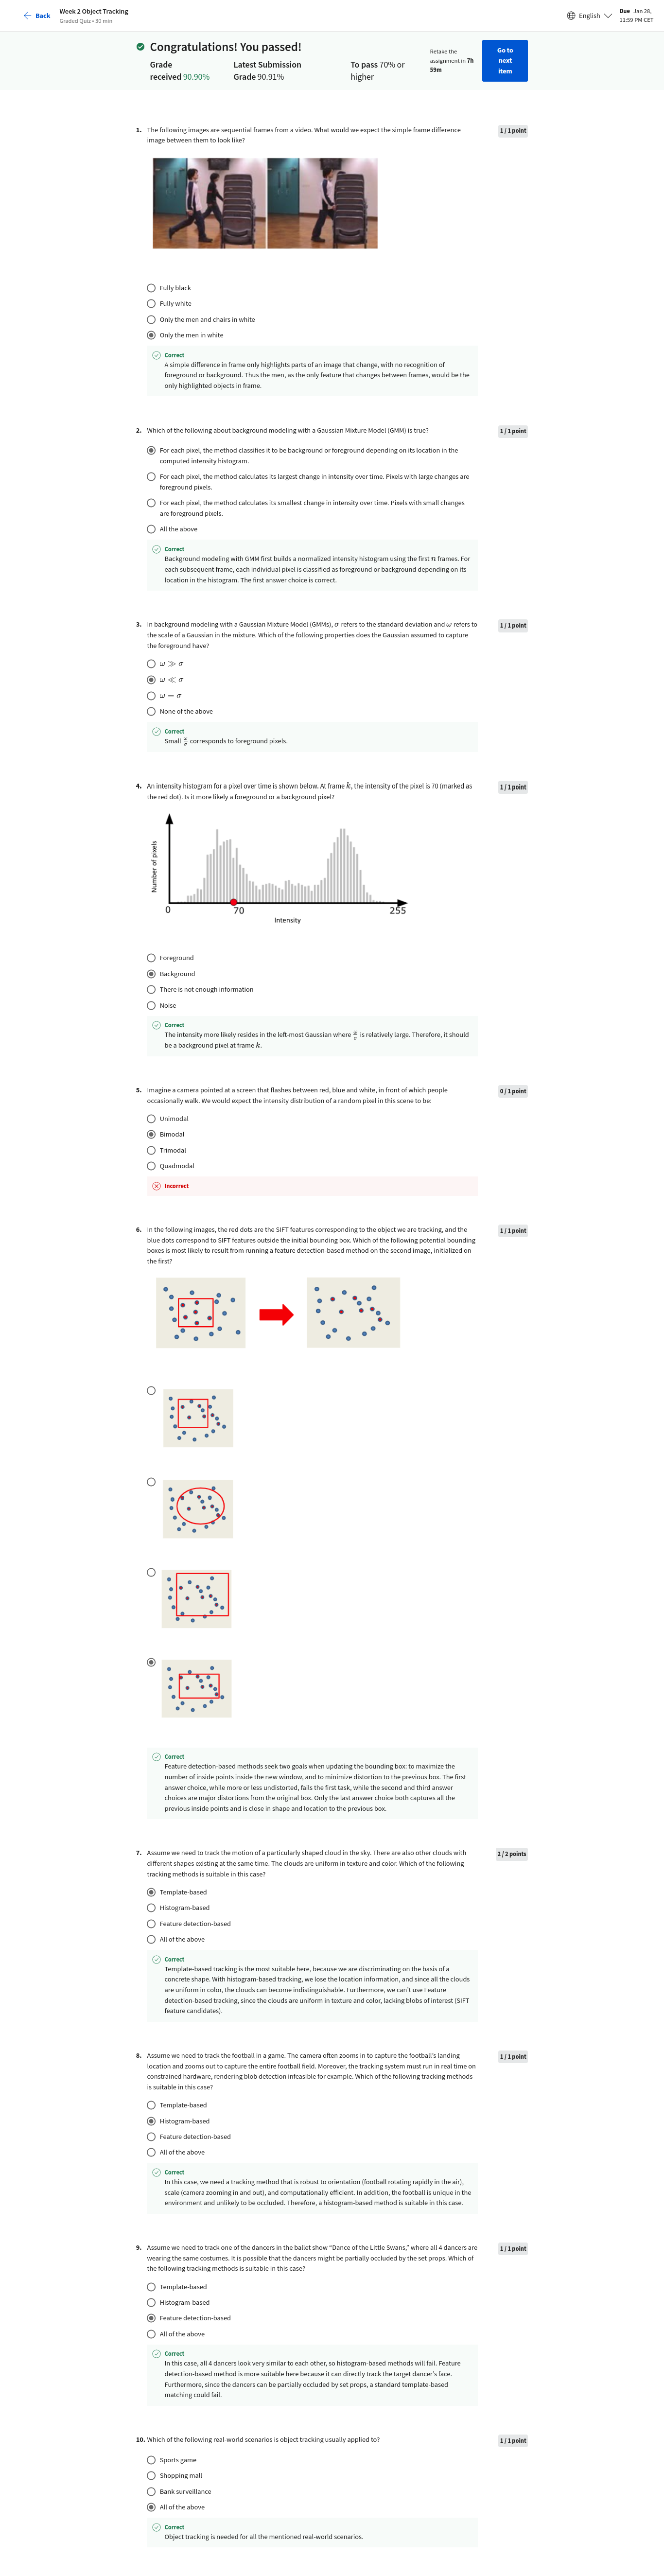 Back
Week 2 Object Tracking
Graded Quiz • 30 min
English
Due Jan 28, 11:59 PM CET
Congratulations! You passed!
Grade received 90.90%
Latest Submission Grade 90.91%
To pass 70% or higher
Retake the assignment in 7h 59m
Go to next item
1. The following images are sequential frames from a video. What would we expect the simple frame difference
image between them to look like?
1 / 1 point
Fully black
Fully white
Only the men and chairs in white
Only the men in white
Correct
A simple difference in frame only highlights parts of an image that change, with no recognition of
foreground or background. Thus the men, as the only feature that changes between frames, would be the
only highlighted objects in frame.
2. Which of the following about background modeling with a Gaussian Mixture Model (GMM) is true?
1 / 1 point
For each pixel, the method classifies it to be background or foreground depending on its location in the
computed intensity histogram.
For each pixel, the method calculates its largest change in intensity over time. Pixels with large changes are
foreground pixels.
For each pixel, the method calculates its smallest change in intensity over time. Pixels with small changes
are foreground pixels.
All the above
Correct
Background modeling with GMM first builds a normalized intensity histogram using the first n frames. For
each subsequent frame, each individual pixel is classified as foreground or background depending on its
location in the histogram. The first answer choice is correct.
3. In background modeling with a Gaussian Mixture Model (GMMs), σ refers to the standard deviation and ω refers to
the scale of a Gaussian in the mixture. Which of the following properties does the Gaussian assumed to capture
the foreground have?
1 / 1 point
ω ≫ σ
ω ≪ σ
ω = σ
None of the above
Correct
Small ω/σ corresponds to foreground pixels.
4. An intensity histogram for a pixel over time is shown below. At frame k, the intensity of the pixel is 70 (marked as
the red dot). Is it more likely a foreground or a background pixel?
1 / 1 point
Number of pixels
0 70 255
Intensity
Foreground
Background
There is not enough information
Noise
Correct
The intensity more likely resides in the left-most Gaussian where ω/σ is relatively large. Therefore, it should
be a background pixel at frame k.
5. Imagine a camera pointed at a screen that flashes between red, blue and white, in front of which people
occasionally walk. We would expect the intensity distribution of a random pixel in this scene to be:
0 / 1 point
Unimodal
Bimodal
Trimodal
Quadmodal
Incorrect
6. In the following images, the red dots are the SIFT features corresponding to the object we are tracking, and the
blue dots correspond to SIFT features outside the initial bounding box. Which of the following potential bounding
boxes is most likely to result from running a feature detection-based method on the second image, initialized on
the first?
1 / 1 point
Correct
Feature detection-based methods seek two goals when updating the bounding box: to maximize the
number of inside points inside the new window, and to minimize distortion to the previous box. The first
answer choice, while more or less undistorted, fails the first task, while the second and third answer
choices are major distortions from the original box. Only the last answer choice both captures all the
previous inside points and is close in shape and location to the previous box.
7. Assume we need to track the motion of a particularly shaped cloud in the sky. There are also other clouds with
different shapes existing at the same time. The clouds are uniform in texture and color. Which of the following
tracking methods is suitable in this case?
2 / 2 points
Template-based
Histogram-based
Feature detection-based
All of the above
Correct
Template-based tracking is the most suitable here, because we are discriminating on the basis of a
concrete shape. With histogram-based tracking, we lose the location information, and since all the clouds
are uniform in color, the clouds can become indistinguishable. Furthermore, we can't use Feature
detection-based tracking, since the clouds are uniform in texture and color, lacking blobs of interest (SIFT
feature candidates).
8. Assume we need to track the football in a game. The camera often zooms in to capture the football's landing
location and zooms out to capture the entire football field. Moreover, the tracking system must run in real time on
constrained hardware, rendering blob detection infeasible for example. Which of the following tracking methods
is suitable in this case?
1 / 1 point
Template-based
Histogram-based
Feature detection-based
All of the above
Correct
In this case, we need a tracking method that is robust to orientation (football rotating rapidly in the air),
scale (camera zooming in and out), and computationally efficient. In addition, the football is unique in the
environment and unlikely to be occluded. Therefore, a histogram-based method is suitable in this case.
9. Assume we need to track one of the dancers in the ballet show “Dance of the Little Swans,” where all 4 dancers are
wearing the same costumes. It is possible that the dancers might be partially occluded by the set props. Which of
the following tracking methods is suitable in this case?
1 / 1 point
Template-based
Histogram-based
Feature detection-based
All of the above
Correct
In this case, all 4 dancers look very similar to each other, so histogram-based methods will fail. Feature
detection-based method is more suitable here because it can directly track the target dancer's face.
Furthermore, since the dancers can be partially occluded by set props, a standard template-based
matching could fail.
10. Which of the following real-world scenarios is object tracking usually applied to?
1 / 1 point
Sports game
Shopping mall
Bank surveillance
All of the above
Correct
Object tracking is needed for all the mentioned real-world scenarios.